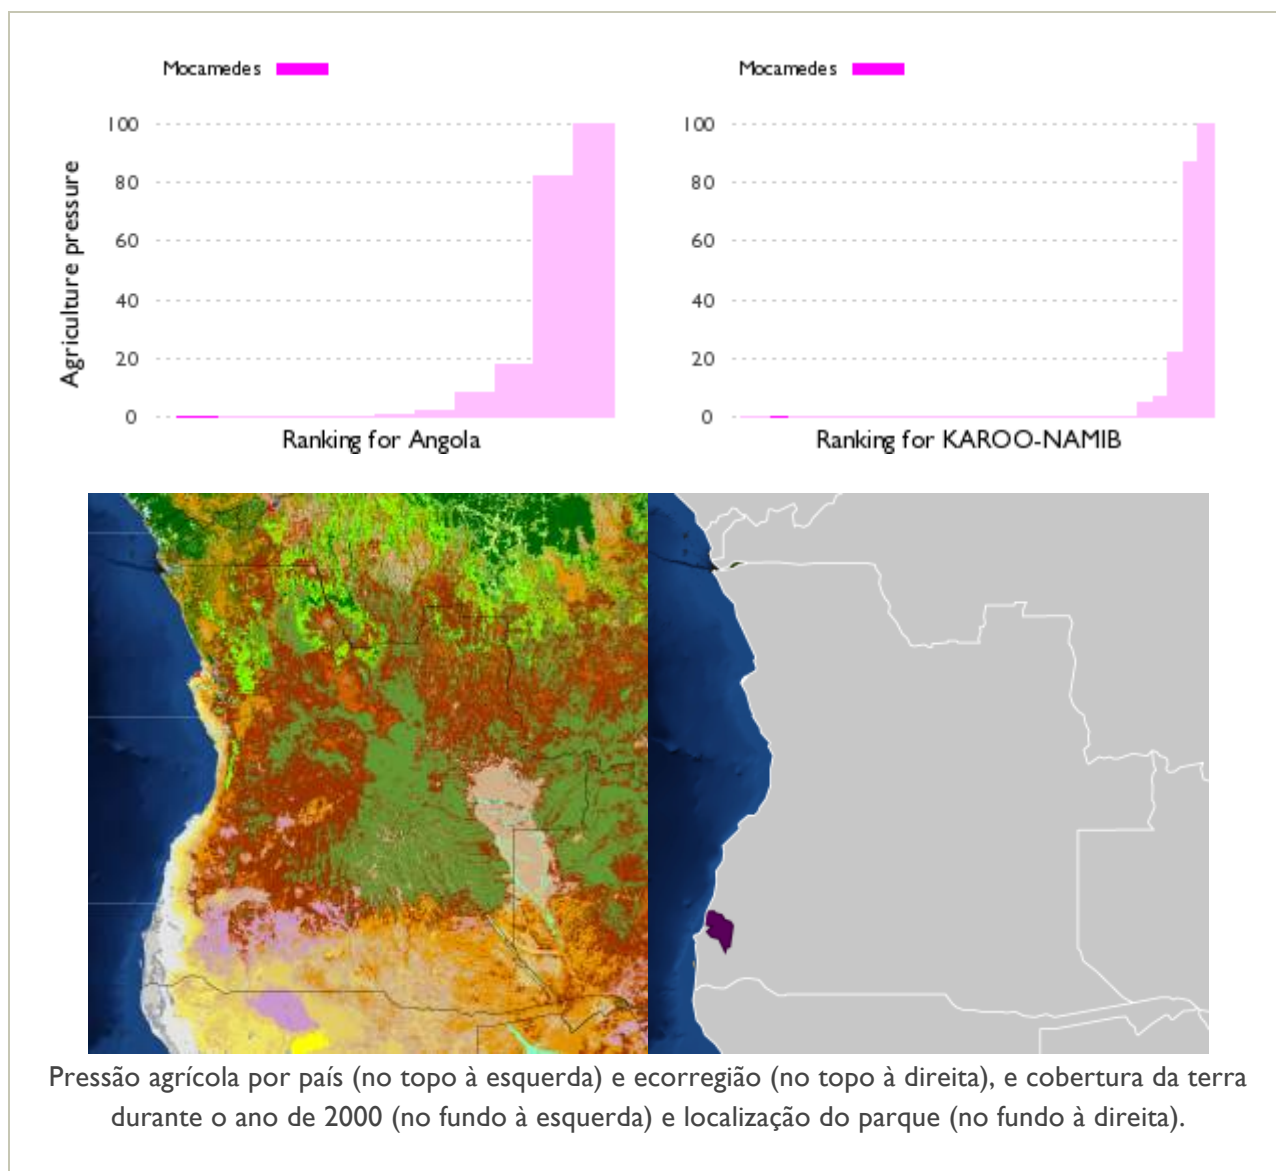 Mocamedes
100
80
60
40
20
0
Agriculture pressure
Ranking for Angola
Mocamedes
100
80
60
40
20
0
Ranking for KAROO-NAMIB
Pressão agrícola por país (no topo à esquerda) e ecorregião (no topo à direita), e cobertura da terra
durante o ano de 2000 (no fundo à esquerda) e localização do parque (no fundo à direita).